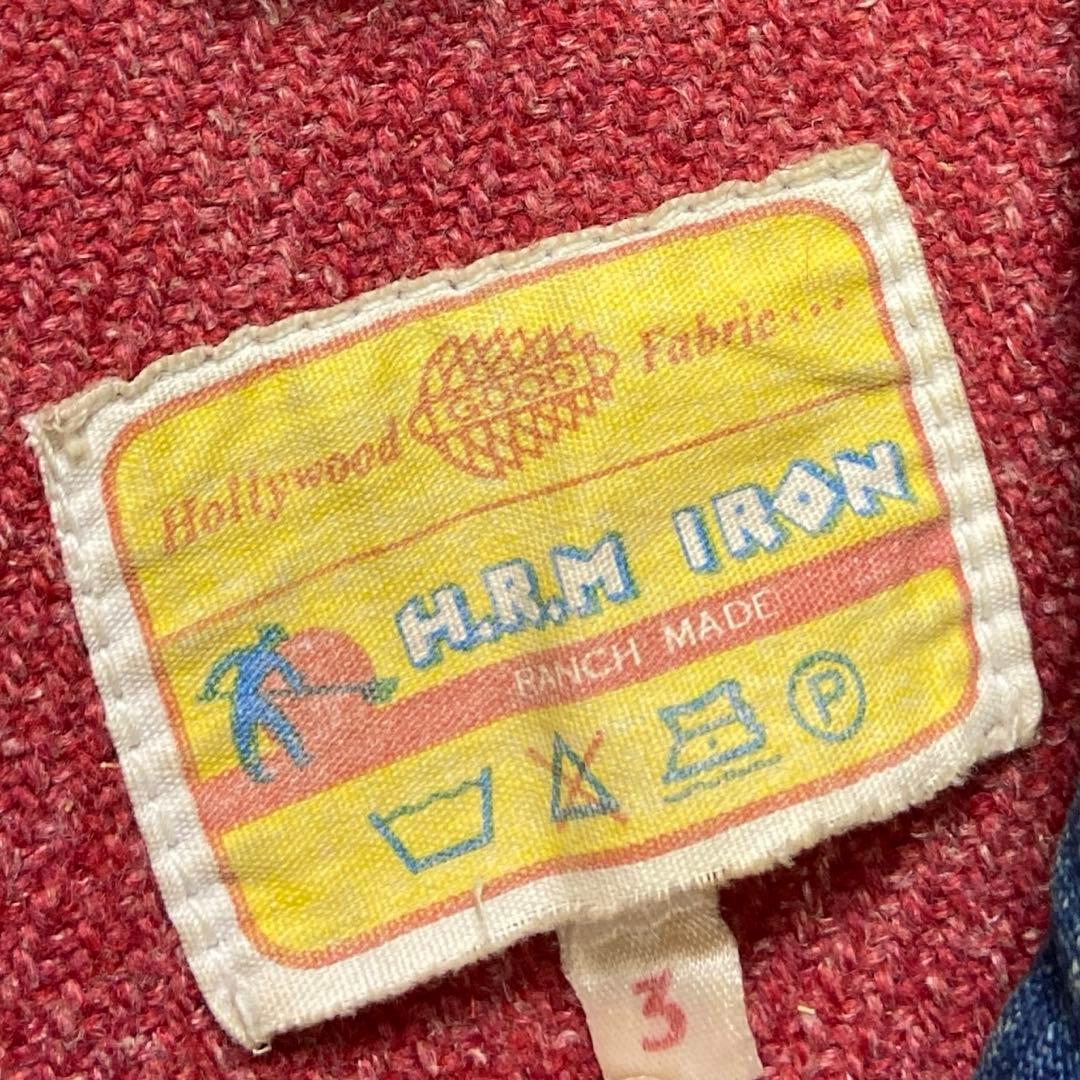 Hollywood GOOD Fabric...
H.R.M IRON
RANCH MADE
P
3